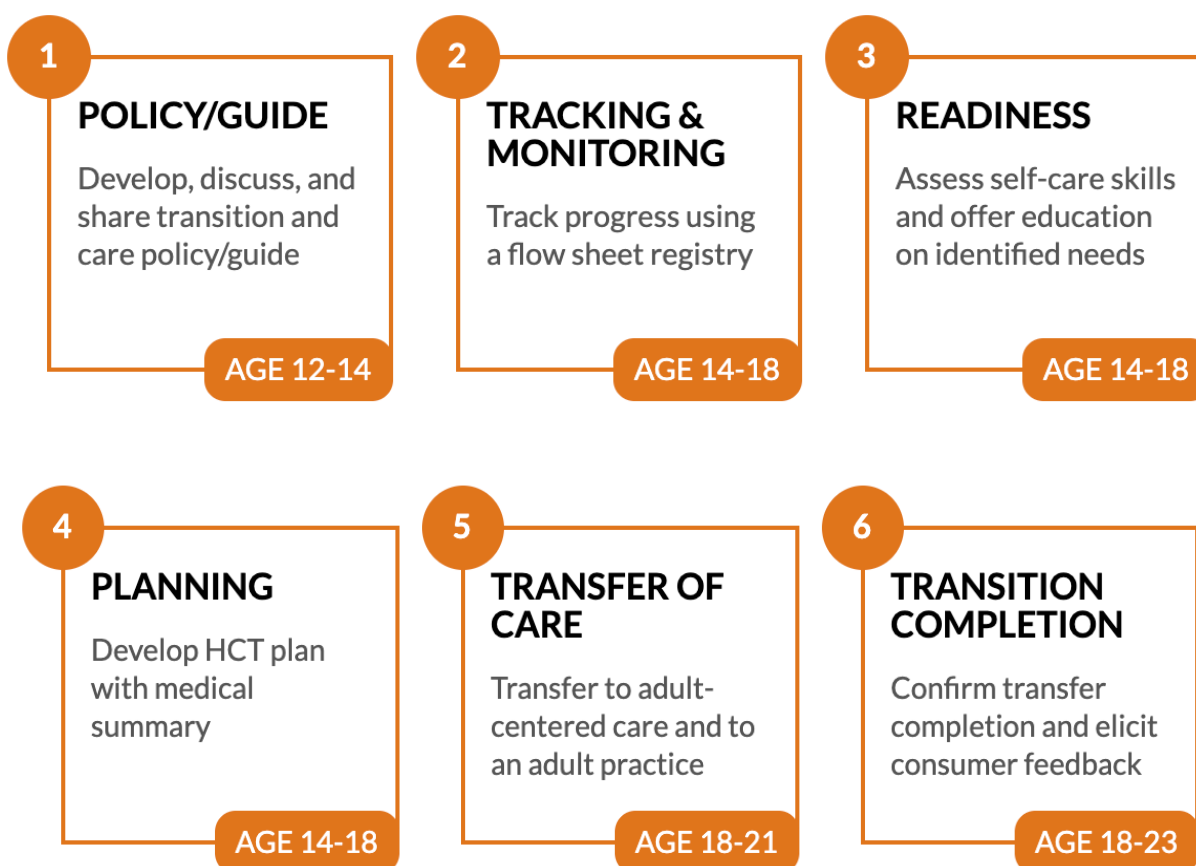 1
POLICY/GUIDE
Develop, discuss, and
share transition and
care policy/guide
AGE 12-14
2
TRACKING &
MONITORING
Track progress using
a flow sheet registry
AGE 14-18
3
READINESS
Assess self-care skills
and offer education
on identified needs
AGE 14-18
4
PLANNING
Develop HCT plan
with medical
summary
AGE 14-18
5
TRANSFER OF
CARE
Transfer to adult-
centered care and to
an adult practice
AGE 18-21
6
TRANSITION
COMPLETION
Confirm transfer
completion and elicit
consumer feedback
AGE 18-23